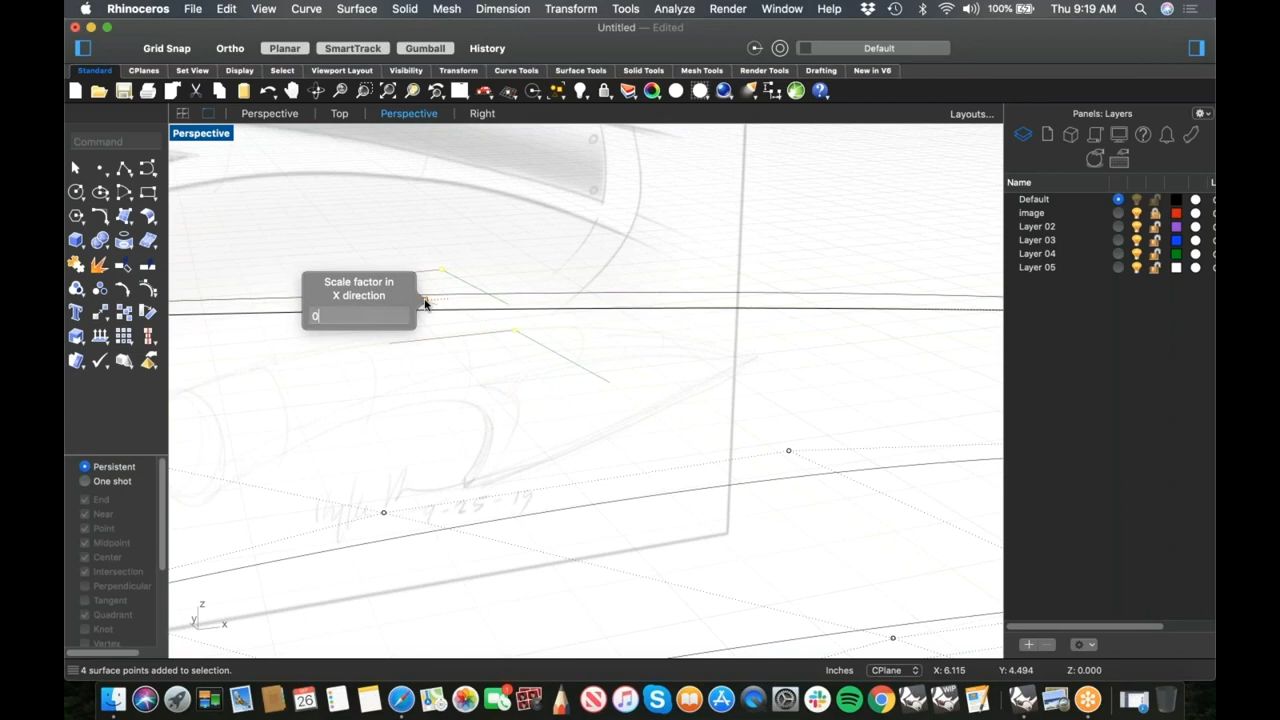 Rhinoceros File Edit View Curve Surface Solid Mesh Dimension Transform Tools Analyze Render Window Help 100% Thu 9:19 AM
Untitled — Edited
Grid Snap Ortho Planar SmartTrack Gumball History Default
Standard CPlanes Set View Display Select Viewport Layout Visibility Transform Curve Tools Surface Tools Solid Tools Mesh Tools Render Tools Drafting New in V6
Perspective Top Perspective Right Layouts... Panels: Layers
Perspective
Command
Name L
Default
image
Layer 02
Layer 03
Layer 04
Layer 05
Scale factor in
X direction
0
9-25-19
Persistent
One shot
End
Near
Point
Midpoint
Center
Intersection
Perpendicular
Tangent
Quadrant
Knot
Vertex
z
y x
4 surface points added to selection. Inches CPlane X: 6.115 Y: 4.494 Z: 0.000
26